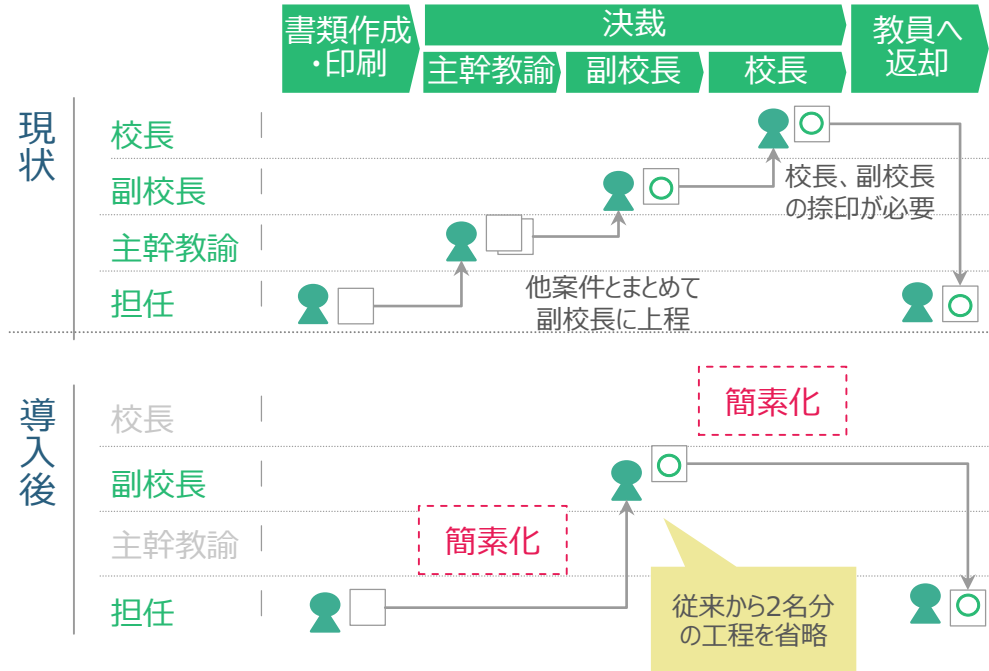 書類作成
・印刷
決裁
主幹教諭
副校長
校長
教員へ
返却
現状
校長
副校長
主幹教諭
担任
校長、副校長
の捺印が必要
他案件とまとめて
副校長に上程
導入後
校長
副校長
主幹教諭
担任
簡素化
簡素化
従来から2名分
の工程を省略